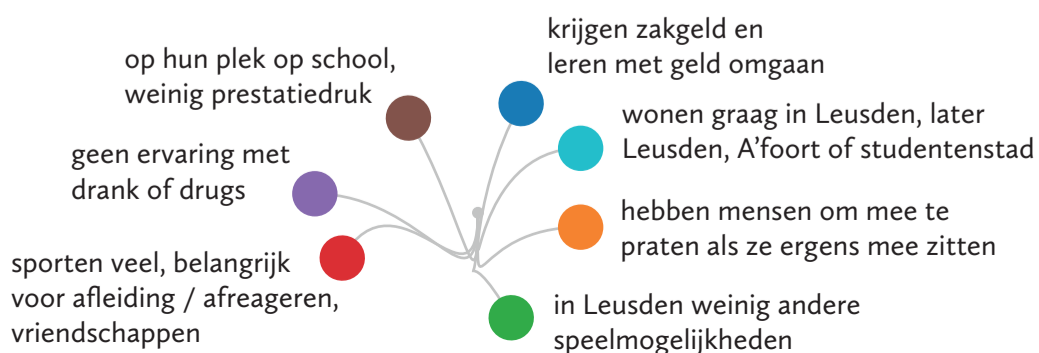 op hun plek op school,
weinig prestatiedruk
geen ervaring met
drank of drugs
sporten veel, belangrijk
voor afleiding / afreageren,
vriendschappen
krijgen zakgeld en
leren met geld omgaan
wonen graag in Leusden, later
Leusden, A’foort of studentenstad
hebben mensen om mee te
praten als ze ergens mee zitten
in Leusden weinig andere
speelmogelijkheden